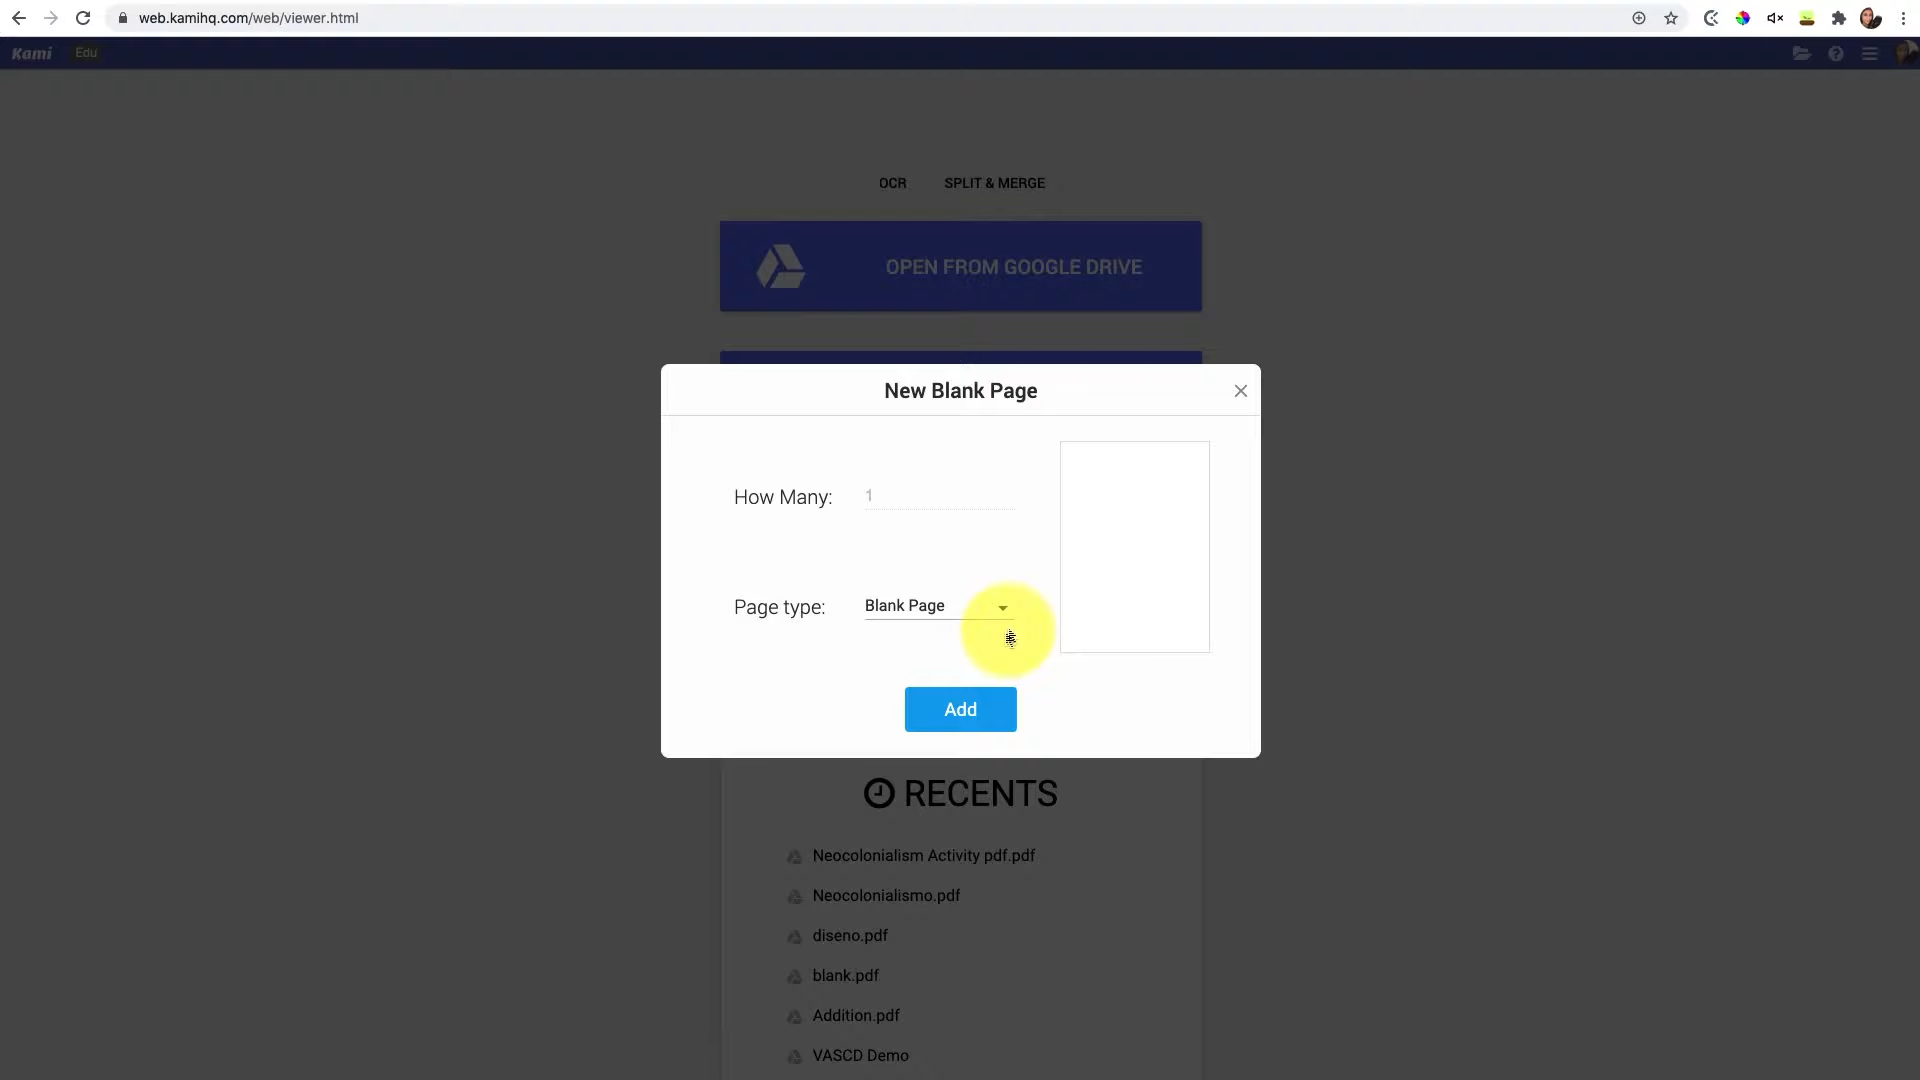 web.kamihq.com/web/viewer.html
Kami Edu
OCR SPLIT & MERGE
OPEN FROM GOOGLE DRIVE
New Blank Page
How Many: 1
Page type: Blank Page
Add
RECENTS
Neocolonialism Activity pdf.pdf
Neocolonialismo.pdf
diseno.pdf
blank.pdf
Addition.pdf
VASCD Demo